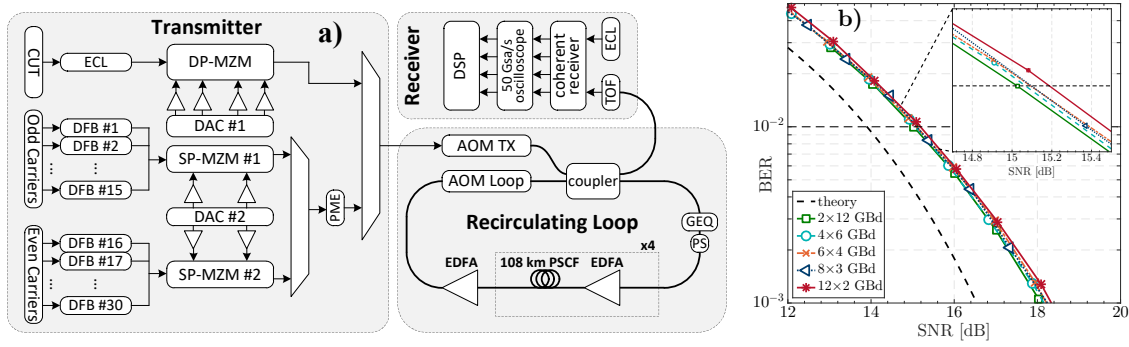 Transmitter
a)
CUT
ECL
DP-MZM
DAC #1
Odd Carriers
DFB #1
DFB #2
...
...
DFB #15
SP-MZM #1
DAC #2
SP-MZM #2
Even Carriers
DFB #16
DFB #17
...
...
DFB #30
PME
Receiver
DSP
50 Gsa/s
oscilloscope
coherent
receiver
ECL
TOF
AOM TX
AOM Loop
coupler
Recirculating Loop
GEQ
PS
x4
EDFA
108 km PSCF
EDFA
b)
BER
10⁻²
10⁻³
12
14
16
18
20
SNR [dB]
theory
2×12 GBd
4×6 GBd
6×4 GBd
8×3 GBd
12×2 GBd
14.8
15
15.2
15.4
SNR [dB]